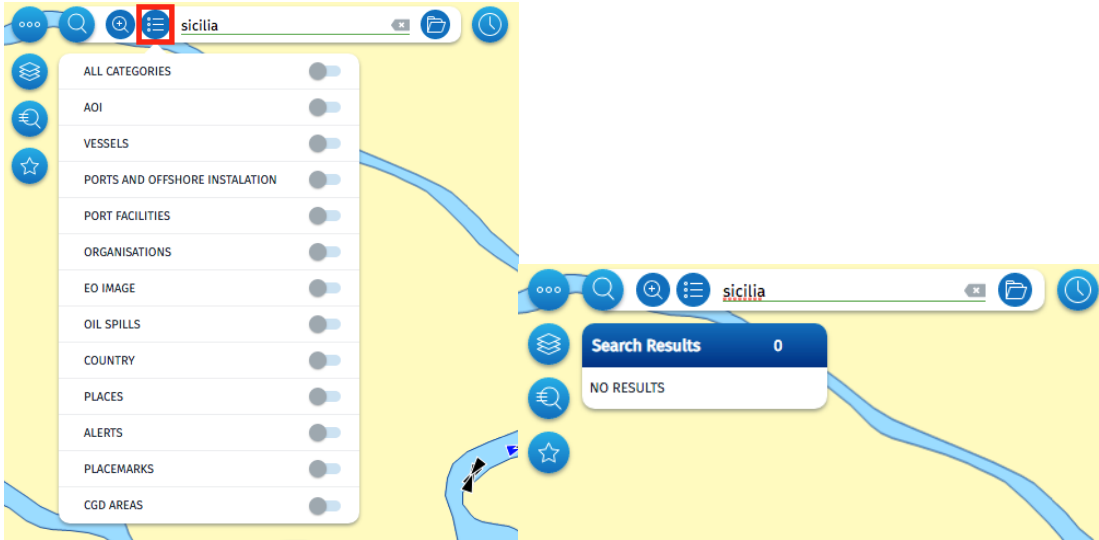 sicilia
ALL CATEGORIES
AOI
VESSELS
PORTS AND OFFSHORE INSTALATION
PORT FACILITIES
ORGANISATIONS
EO IMAGE
OIL SPILLS
COUNTRY
PLACES
ALERTS
PLACEMARKS
CGD AREAS
sicilia
Search Results 0
NO RESULTS